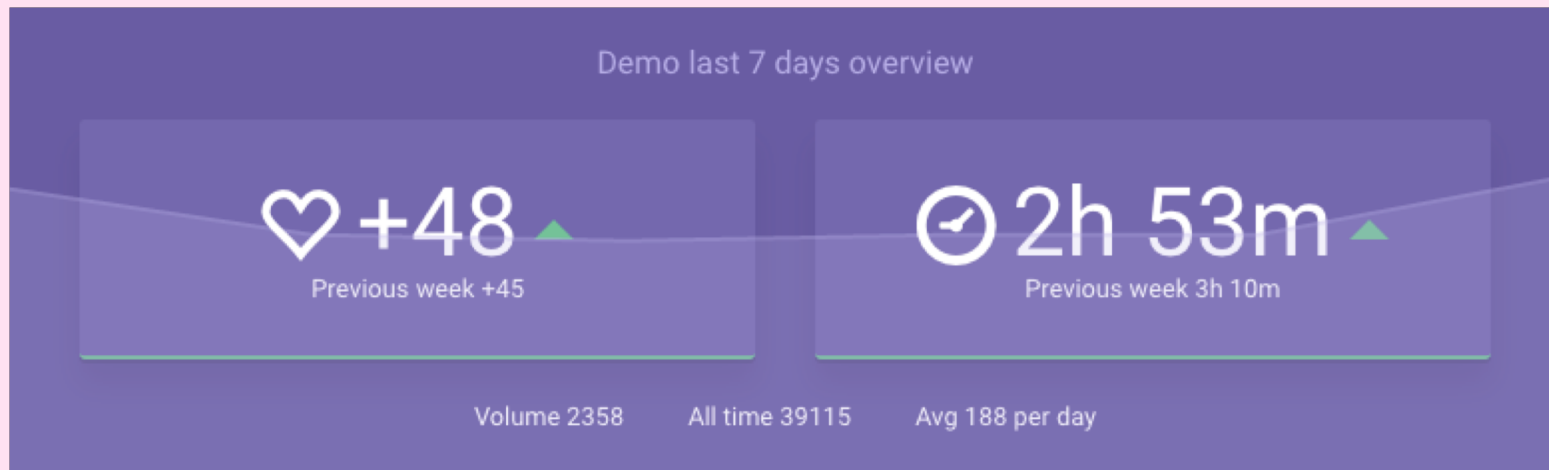 Demo last 7 days overview
+48
Previous week +45
2h 53m
Previous week 3h 10m
Volume 2358 All time 39115 Avg 188 per day